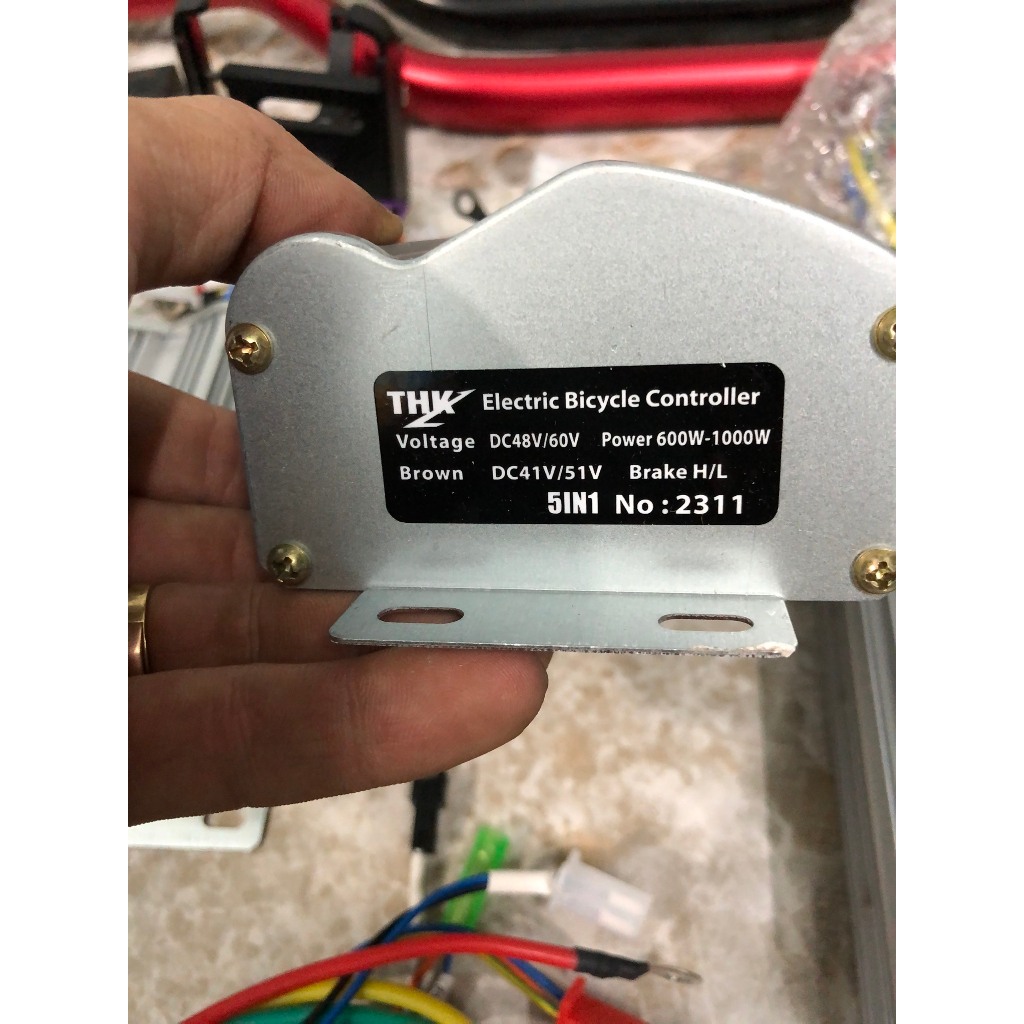 THK Electric Bicycle Controller
Voltage DC48V/60V Power 600W-1000W
Brown DC41V/51V Brake H/L
5IN1 No : 2311